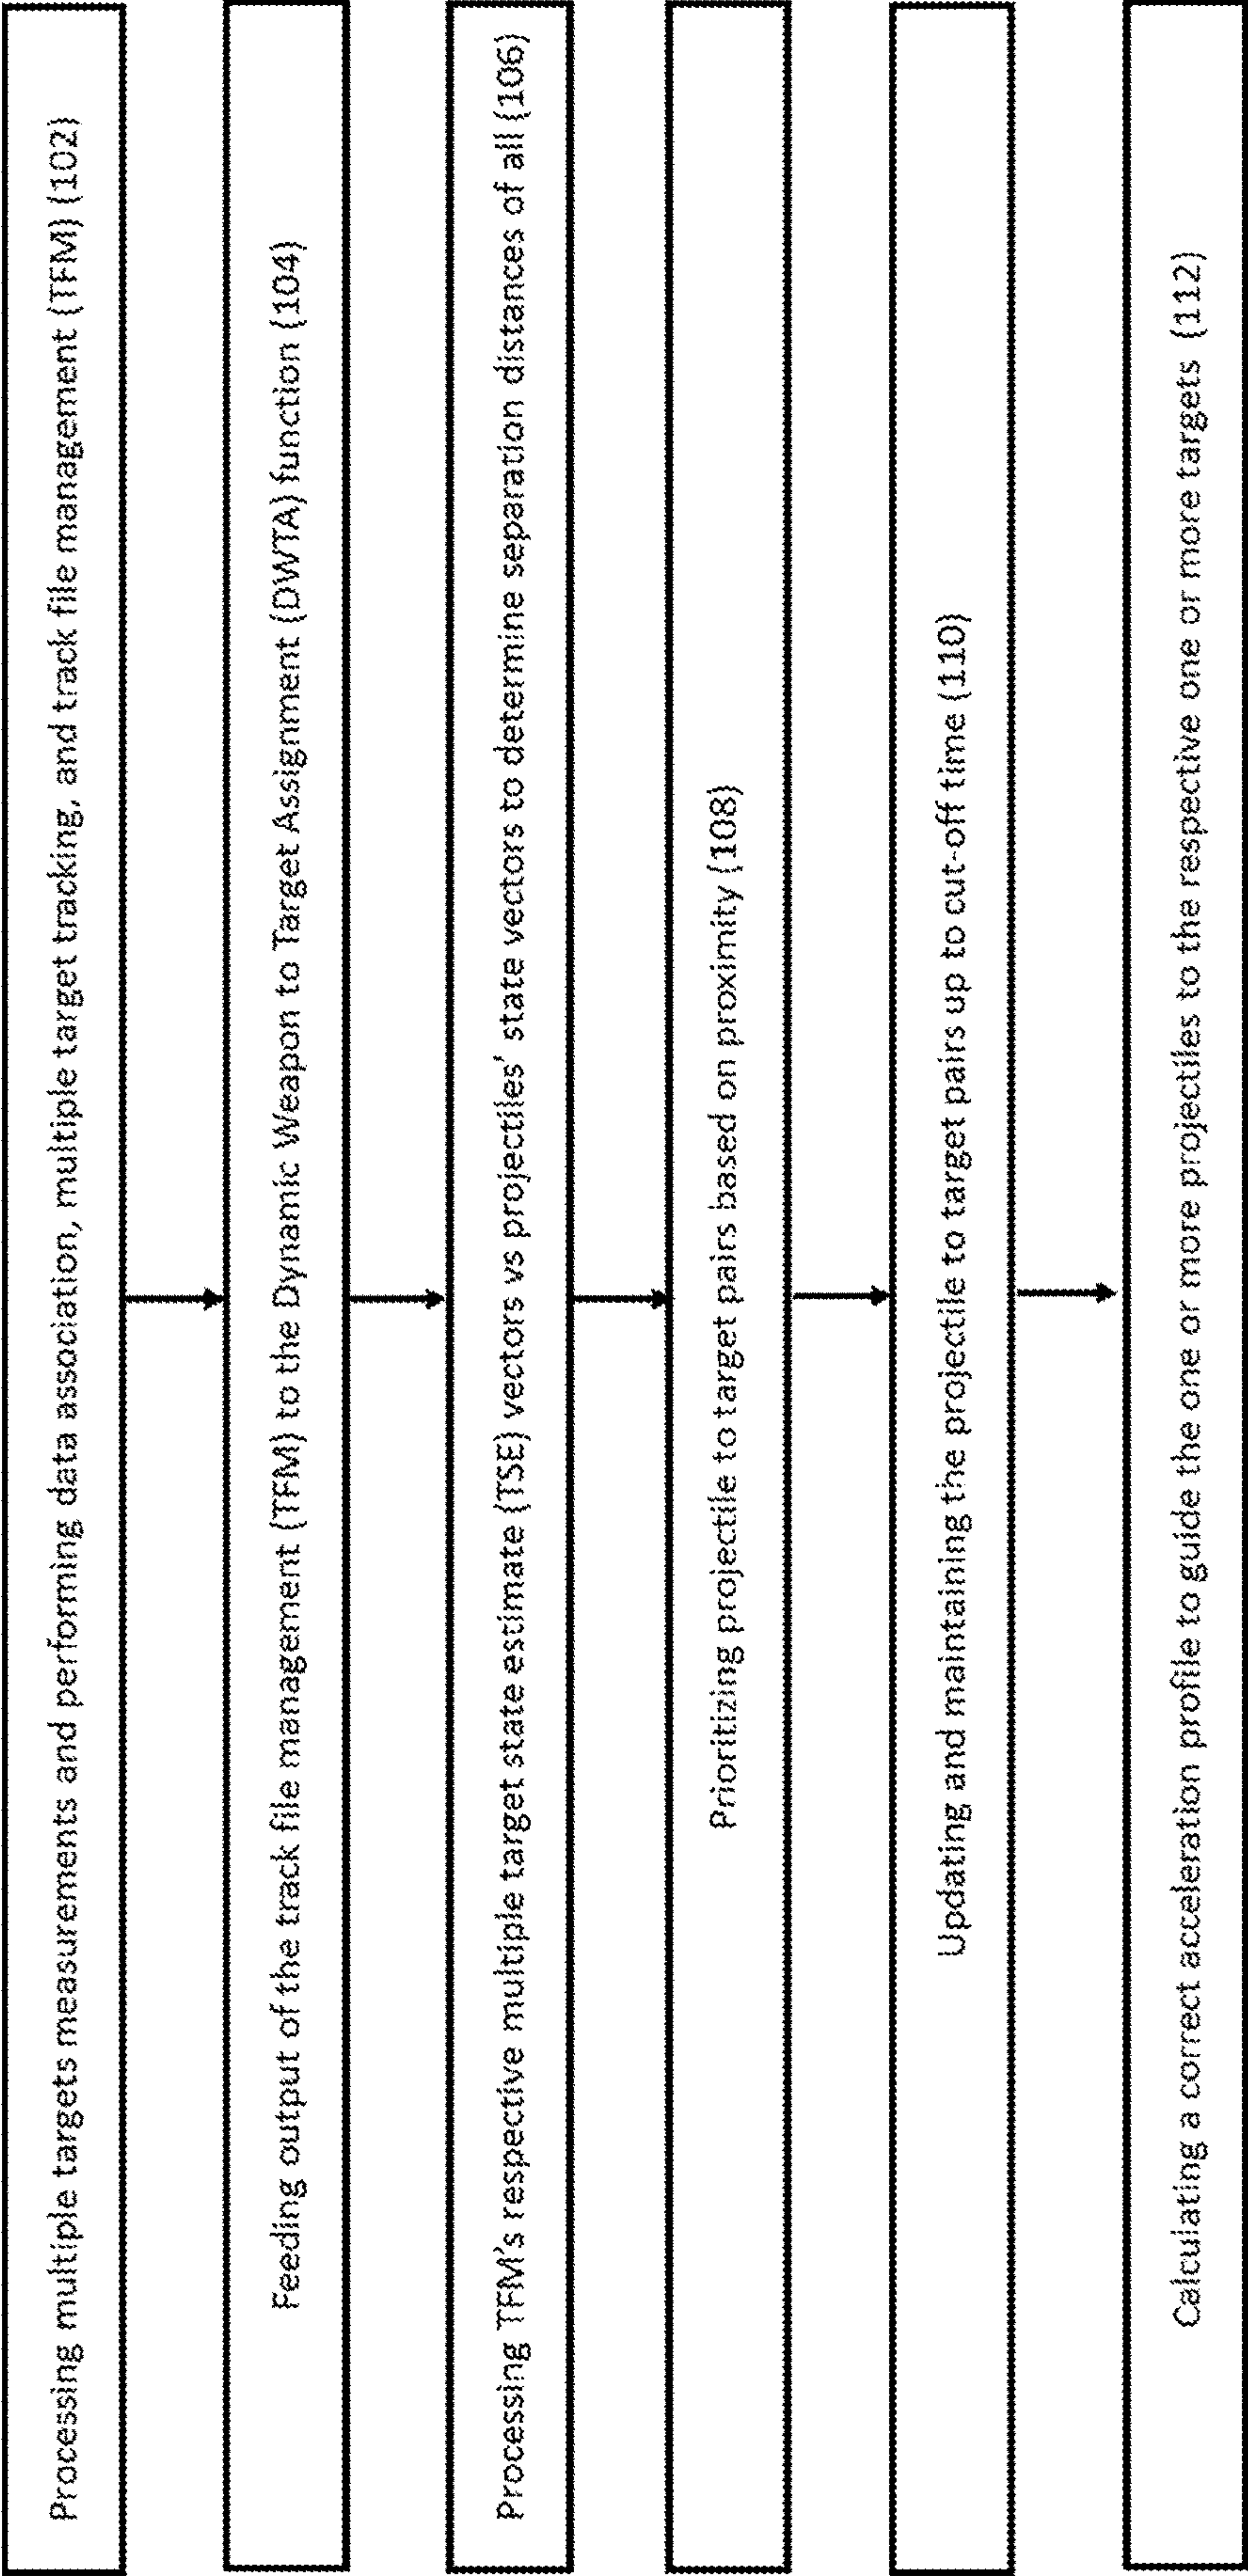 Processing multiple targets measurements and performing data association, multiple target tracking, and track file management (TFM) (102)
Feeding output of the track file management (TFM) to the Dynamic Weapon to Target Assignment (DWTA) function (104)
Processing TFM's respective multiple target state estimate (TSE) vectors vs projectiles' state vectors to determine separation distances of all (106)
Prioritizing projectile to target pairs based on proximity (108)
Updating and maintaining the projectile to target pairs up to cut-off time (110)
Calculating a correct acceleration profile to guide the one or more projectiles to the respective one or more targets (112)